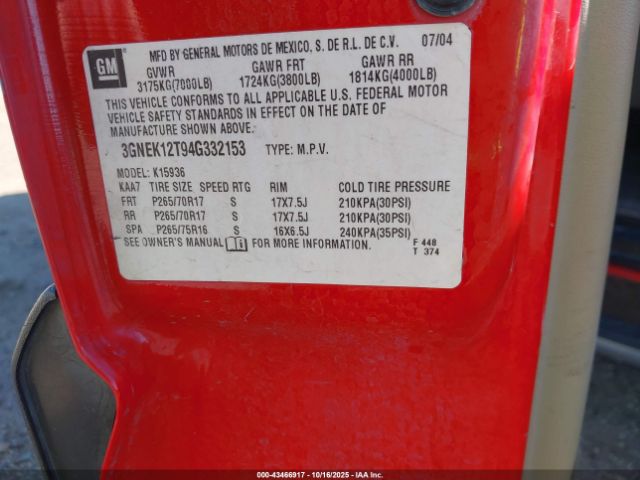 GM
MFD BY GENERAL MOTORS DE MEXICO, S. DE R.L. DE C.V. 07/04
GVWR GAWR FRT GAWR RR
3175KG(7000LB) 1724KG(3800LB) 1814KG(4000LB)
THIS VEHICLE CONFORMS TO ALL APPLICABLE U.S. FEDERAL MOTOR
VEHICLE SAFETY STANDARDS IN EFFECT ON THE DATE OF
MANUFACTURE SHOWN ABOVE.
3GNEK12T94G332153 TYPE: M.P.V.
MODEL: K15936
KAA7 TIRE SIZE SPEED RTG RIM COLD TIRE PRESSURE
FRT P265/70R17 S 17X7.5J 210KPA(30PSI)
RR P265/70R17 S 17X7.5J 210KPA(30PSI)
SPA P265/75R16 S 16X6.5J 240KPA(35PSI)
SEE OWNER'S MANUAL FOR MORE INFORMATION. F 448
T 374
000-43466917 - 10/16/2025 - IAA Inc.